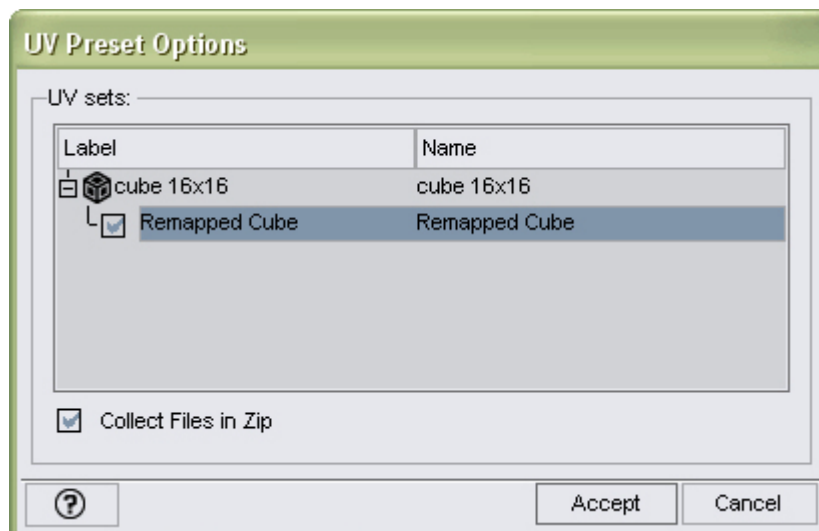 UV Preset Options
UV sets:
Label Name
cube 16x16 cube 16x16
Remapped Cube Remapped Cube
Collect Files in Zip
? Accept Cancel